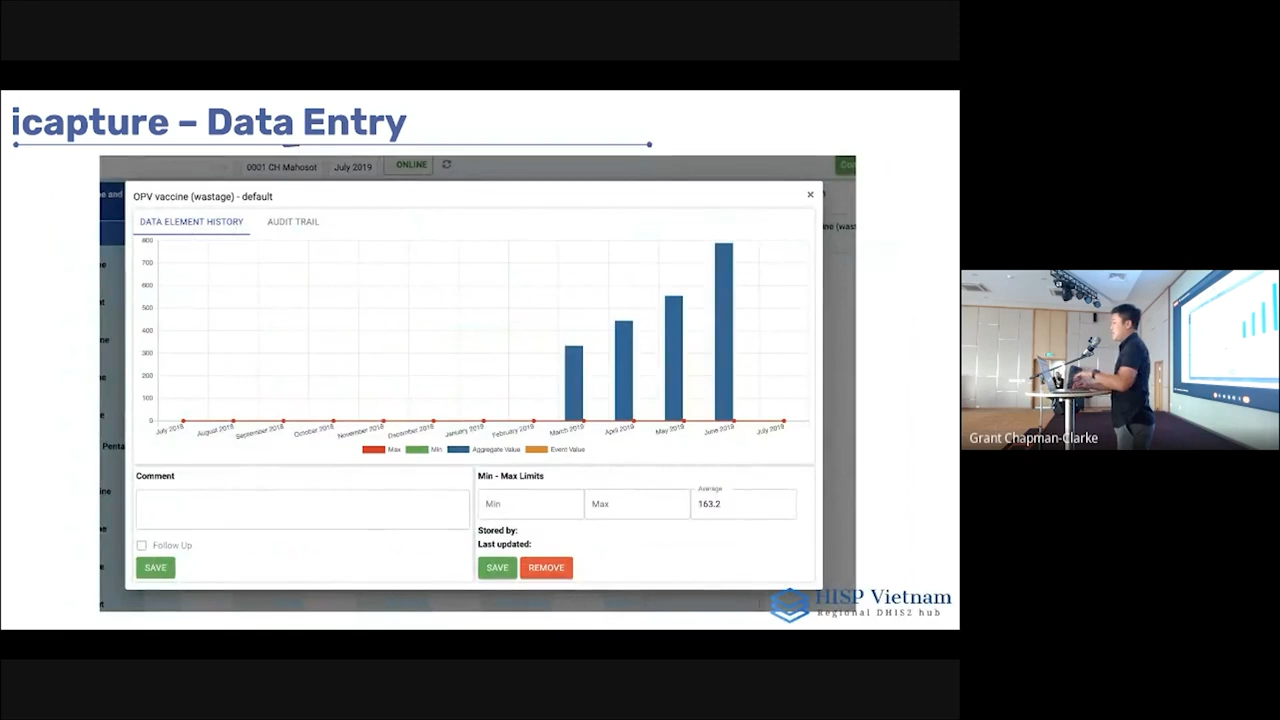 icapture – Data Entry
0001 CH Mahosot July 2019 ONLINE
OPV vaccine (wastage) - default ×
DATA ELEMENT HISTORY AUDIT TRAIL
800
700
600
500
400
300
200
100
0
July 2018 August 2018 September 2018 October 2018 November 2018 December 2018 January 2019 February 2019 March 2019 April 2019 May 2019 June 2019 July 2019
Max Min Aggregate Value Event Value
Comment
Min - Max Limits
Min Max Average
163.2
Stored by:
Last updated:
Follow Up
SAVE
SAVE REMOVE
Penta
HISP Vietnam
Regional DHIS2 hub
Grant Chapman-Clarke